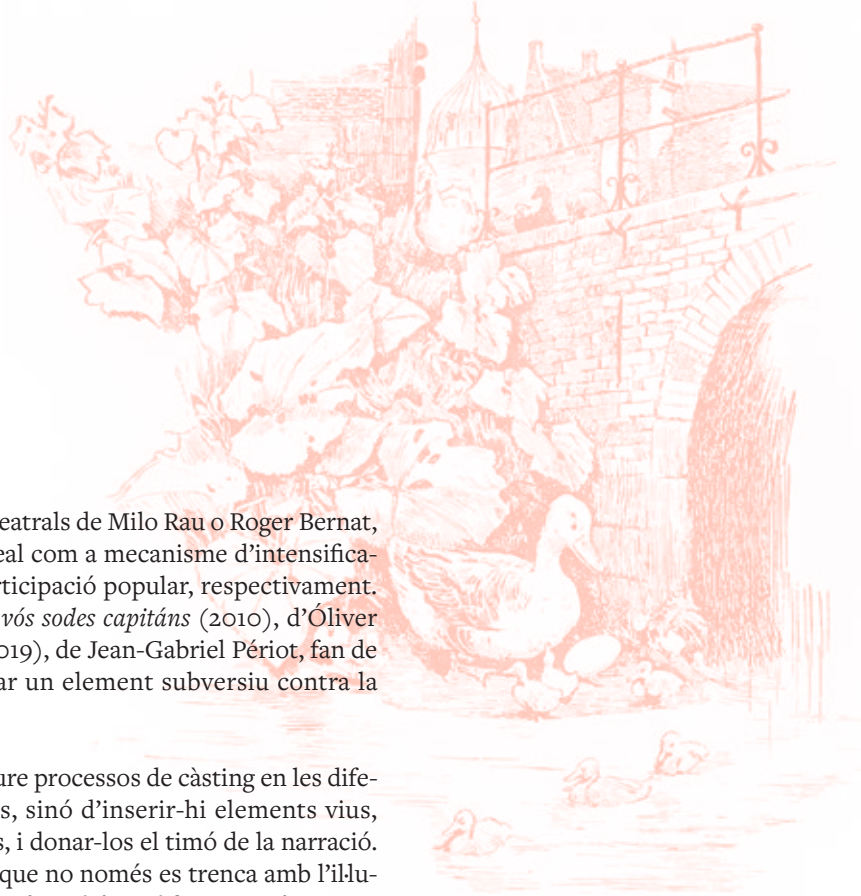 eatrals de Milo Rau o Roger Bernat,
eal com a mecanisme d'intensifica-
rticipació popular, respectivament.
vós sodes capitáns (2010), d'Óliver
019), de Jean-Gabriel Périot, fan de
ar un element subversiu contra la
ure processos de càsting en les dife-
s, sinó d'inserir-hi elements vius,
s, i donar-los el timó de la narració.
que no només es trenca amb l'il·lu-